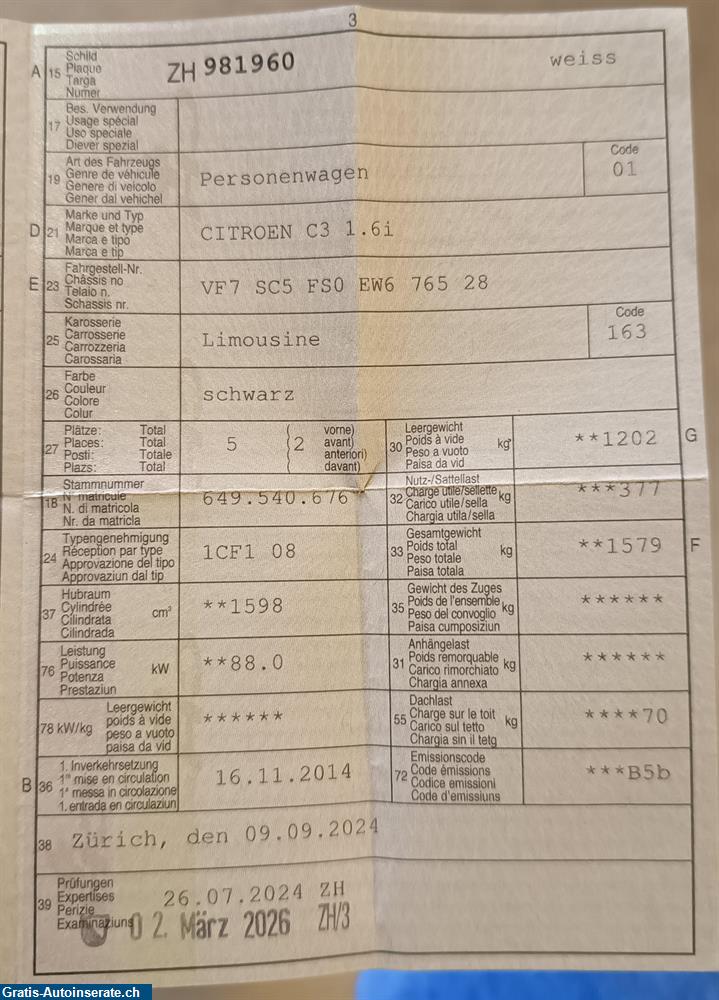 3
A 15 Schild ZH 981960 weiss
Plaque
Targa
Numer
17 Bes. Verwendung
Usage spécial
Uso speciale
Diever spezial
19 Art des Fahrzeugs Personenwagen Code
Genre de véhicule 01
Genere di veicolo
Gener dal vehichel
D 21 Marke und Typ CITROEN C3 1.6i
Marque et type
Marca e tipo
Marca e tip
E 23 Fahrgestell-Nr. VF7 SC5 FS0 EW6 765 28
Châssis no
Telaio n.
Schassis nr.
25 Karosserie Limousine Code
Carrosserie 163
Carrozzeria
Carossaria
26 Farbe schwarz
Couleur
Colore
Colur
27 Plätze: Total 5 (2 vorne)
Places: Total avant)
Posti: Totale anteriori)
Plazs: Total davant)
30 Leergewicht kg **1202 G
Poids à vide
Peso a vuoto
Paisa da vid
18 Stammnummer 649.540.676
N° matricule
N. di matricola
Nr. da matricla
32 Nutz-/Sattellast kg ***377
Charge utile/sellette
Carico utile/sella
Chargia utila/sella
24 Typengenehmigung 1CF1 08
Réception par type
Approvazione del tipo
Approvaziun dal tip
33 Gesamtgewicht kg **1579 F
Poids total
Peso totale
Paisa totala
37 Hubraum cm³ **1598
Cylindrée
Cilindrata
Cilindrada
35 Gewicht des Zuges kg ******
Poids de l'ensemble
Peso del convoglio
Paisa cumposiziun
76 Leistung kW **88.0
Puissance
Potenza
Prestaziun
31 Anhängelast kg ******
Poids remorquable
Carico rimorchiato
Chargia annexa
78 kW/kg Leergewicht ******
poids à vide
peso a vuoto
paisa da vid
55 Dachlast kg ****70
Charge sur le toit
Carico sul tetto
Chargia sin il tetg
B 36 1. Inverkehrsetzung 16.11.2014
1re mise en circulation
1a messa in circolazione
1. entrada en circulaziun
72 Emissionscode ***B5b
Code émissions
Codice emissioni
Code d'emissiuns
38 Zürich, den 09.09.2024
39 Prüfungen 26.07.2024 ZH
Expertises
Perizie
Examinaziuns 02. März 2026 ZH/3
Gratis-Autoinserate.ch